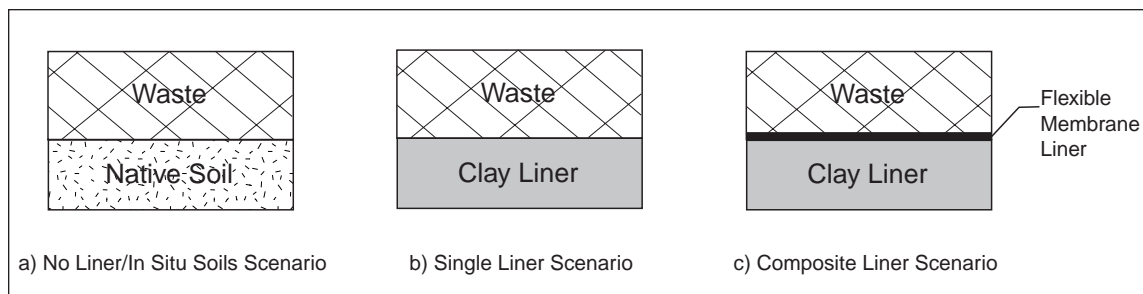 Waste
Native Soil
a) No Liner/In Situ Soils Scenario
Waste
Clay Liner
b) Single Liner Scenario
Waste
Clay Liner
Flexible
Membrane
Liner
c) Composite Liner Scenario